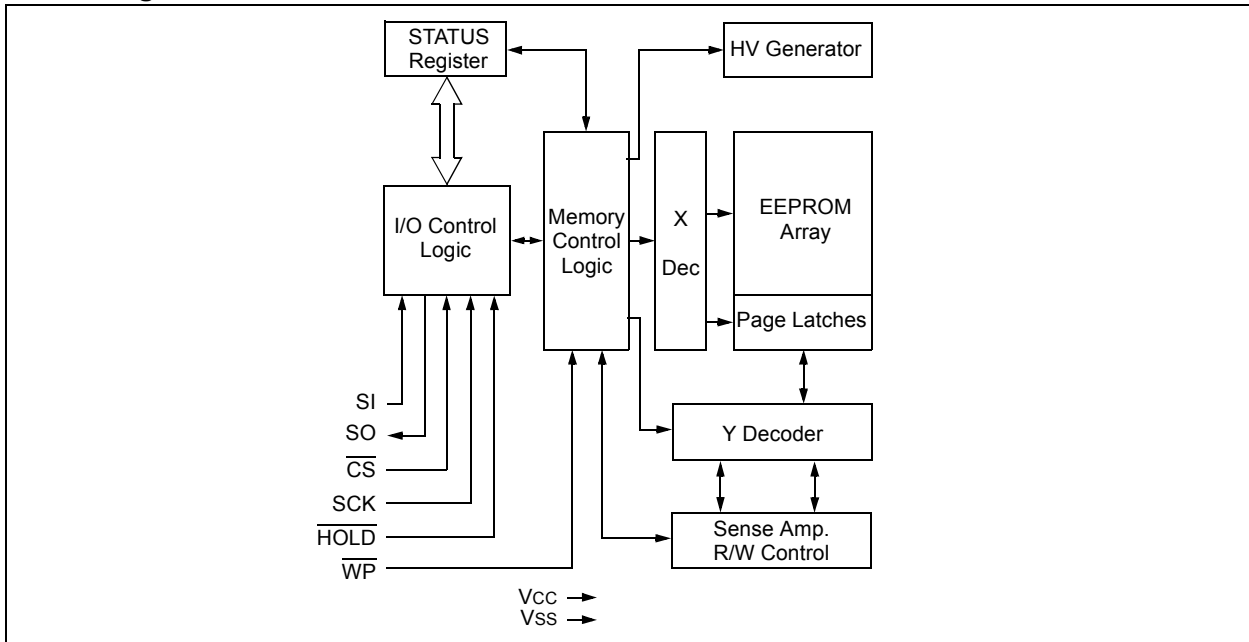 STATUS
Register
HV Generator
I/O Control
Logic
Memory
Control
Logic
X
Dec
EEPROM
Array
Page Latches
SI
SO
CS
SCK
HOLD
WP
Y Decoder
Sense Amp.
R/W Control
VCC
VSS